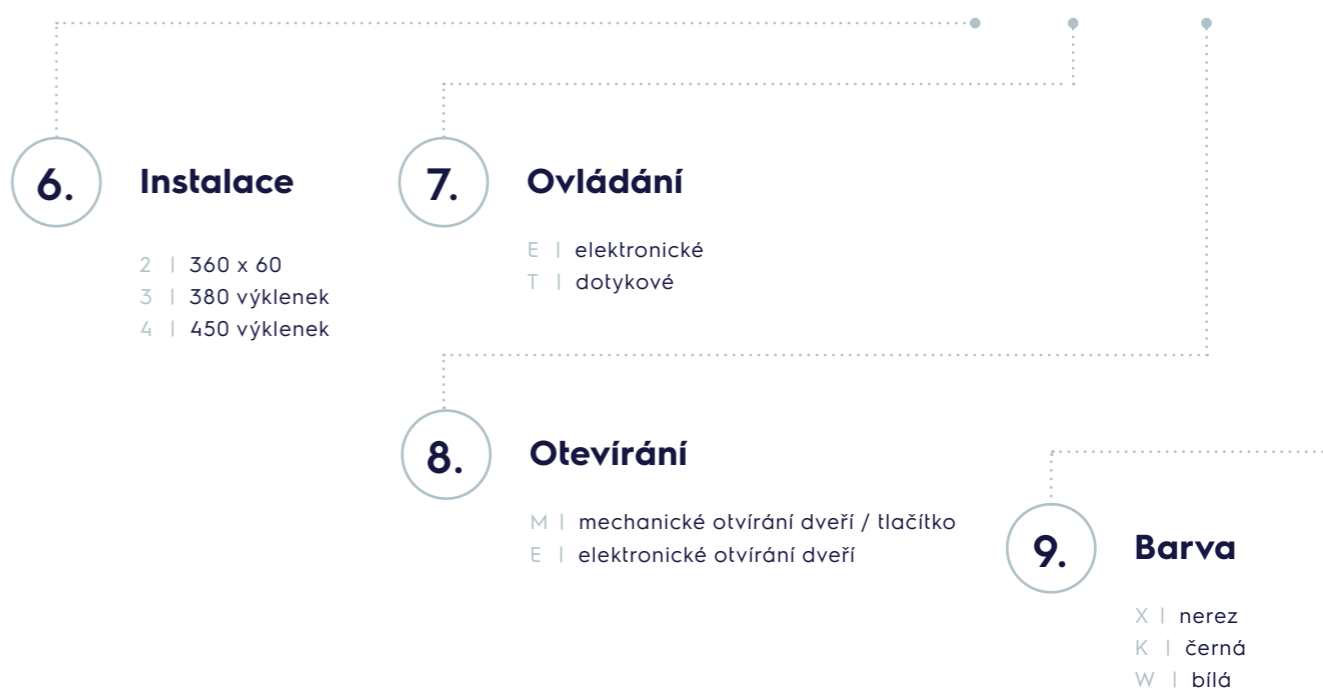 6. Instalace
2 | 360 x 60
3 | 380 výklenek
4 | 450 výklenek
7. Ovládání
E | elektronické
T | dotykové
8. Otevírání
M | mechanické otvírání dveří / tlačítko
E | elektronické otvírání dveří
9. Barva
X | nerez
K | černá
W | bílá